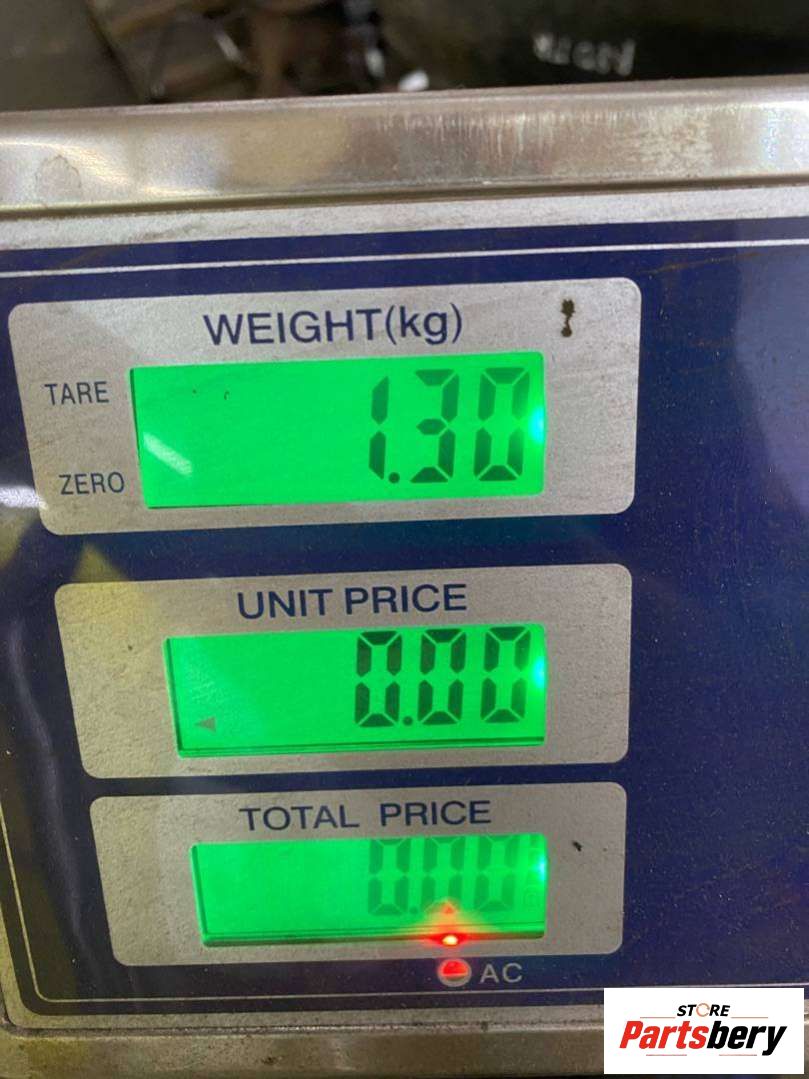 WEIGHT(kg)
TARE
1.30
ZERO
UNIT PRICE
0.00
TOTAL PRICE
0.00
AC
STORE
Partsbery